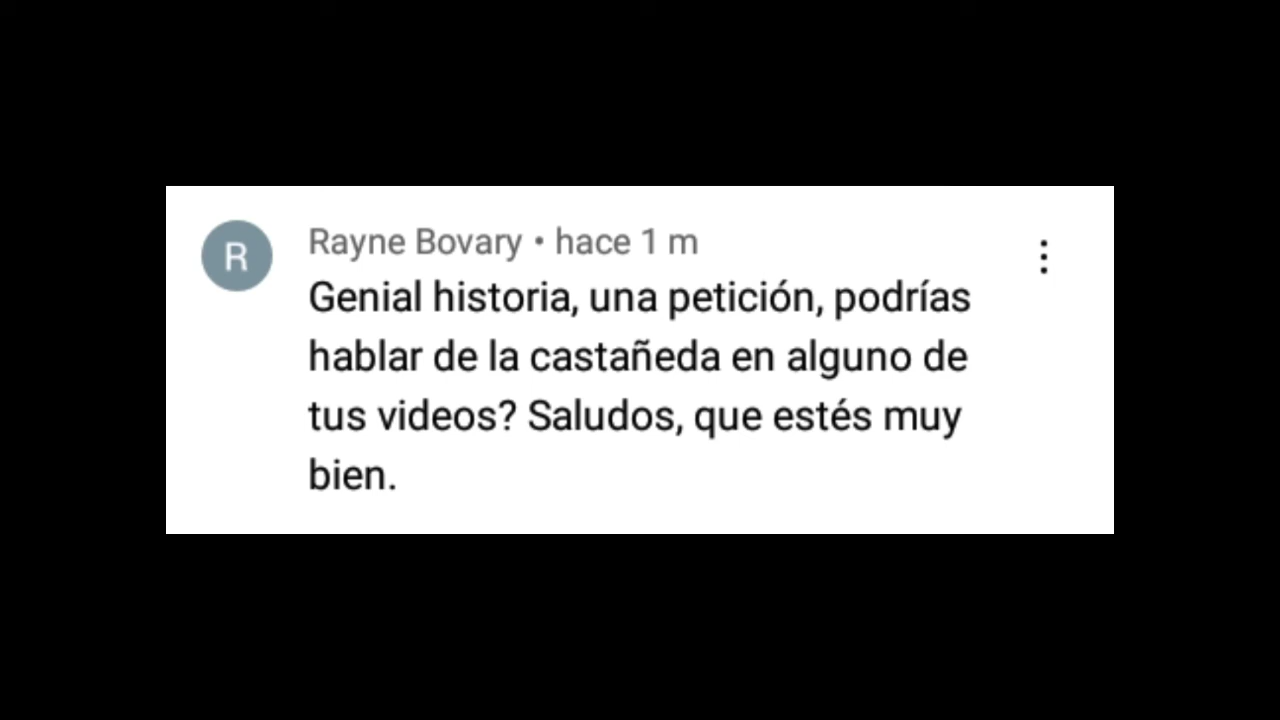 R
Rayne Bovary • hace 1 m
Genial historia, una petición, podrías
hablar de la castañeda en alguno de
tus videos? Saludos, que estés muy
bien.